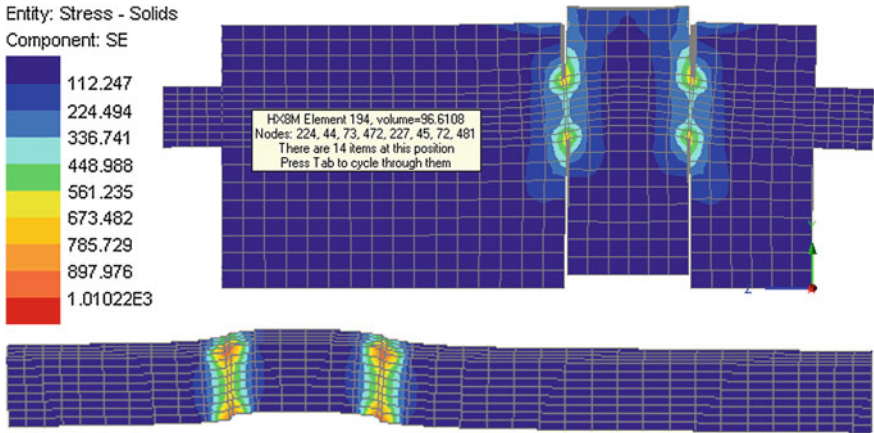 Entity: Stress - Solids
Component: SE
112.247
224.494
336.741
448.988
561.235
673.482
785.729
897.976
1.01022E3
HX8M Element 194, volume=96.6108
Nodes: 224, 44, 73, 472, 227, 45, 72, 481
There are 14 items at this position
Press Tab to cycle through them
Y
Z